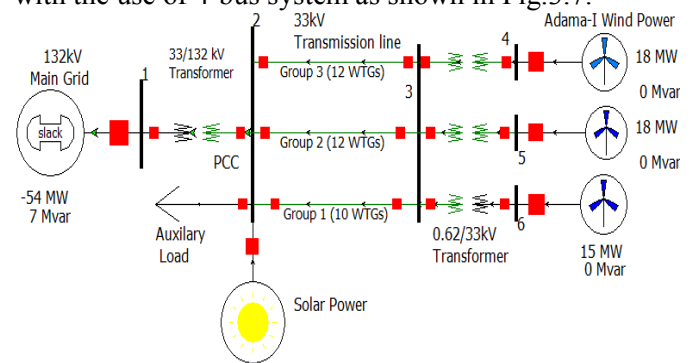 with the use of 4-bus system as shown in Fig.3.7.
132kV
Main Grid
slack
-54 MW
7 Mvar
1
33/132 kV
Transformer
PCC
Auxilary
Load
2
33kV
Transmission line
Group 3 (12 WTGs)
Group 2 (12 WTGs)
Group 1 (10 WTGs)
Solar Power
3
0.62/33kV
Transformer
4
5
6
Adama-I Wind Power
18 MW
0 Mvar
18 MW
0 Mvar
15 MW
0 Mvar